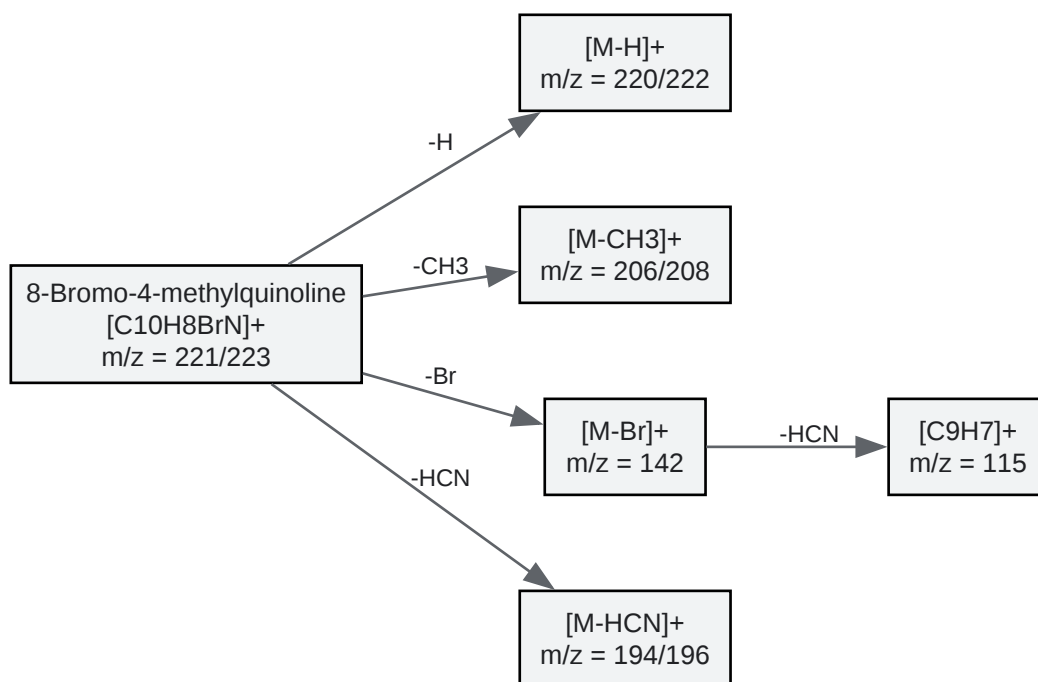 [M-H]+
m/z = 220/222
-H
[M-CH3]+
m/z = 206/208
-CH3
8-Bromo-4-methylquinoline
[C10H8BrN]+
m/z = 221/223
-Br
[M-Br]+
m/z = 142
-HCN
[C9H7]+
m/z = 115
-HCN
[M-HCN]+
m/z = 194/196